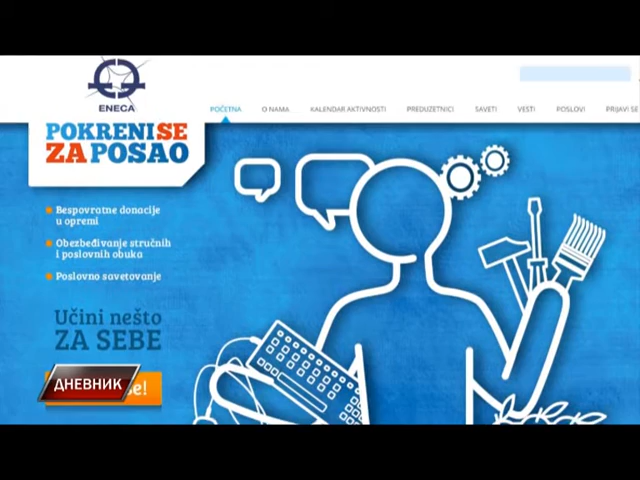 ENECA
POČETNA O NAMA KALENDAR AKTIVNOSTI PREDUZETNICI SAVETI VESTI POSLOVI PRIJAVI SE
POKRENI SE
ZA POSAO
Bespovratne donacije
u opremi
Obezbeđivanje stručnih
i poslovnih obuka
Poslovno savetovanje
Učini nešto
ZA SEBE
ДНЕВНИК